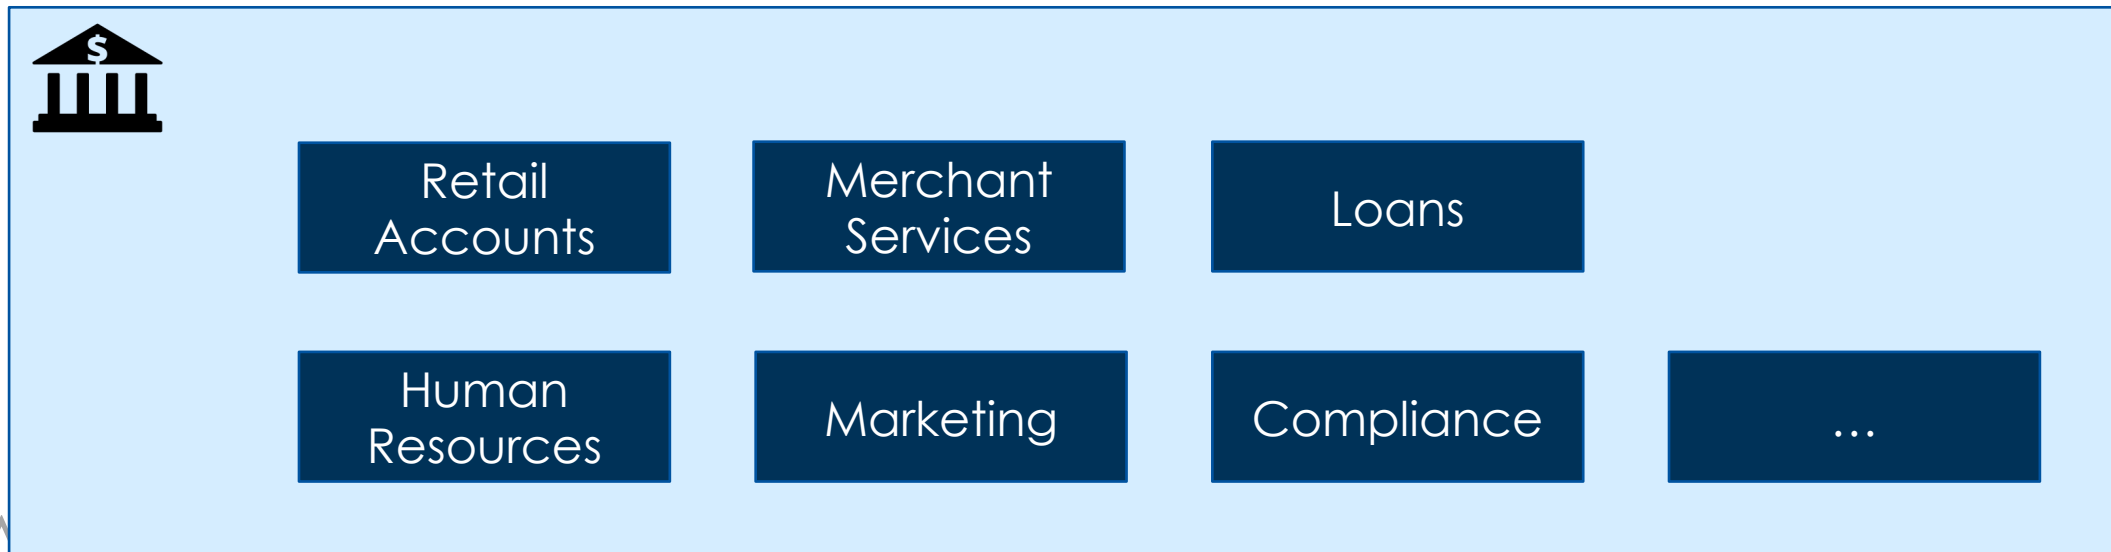 $
Retail
Accounts
Merchant
Services
Loans
Human
Resources
Marketing
Compliance
...